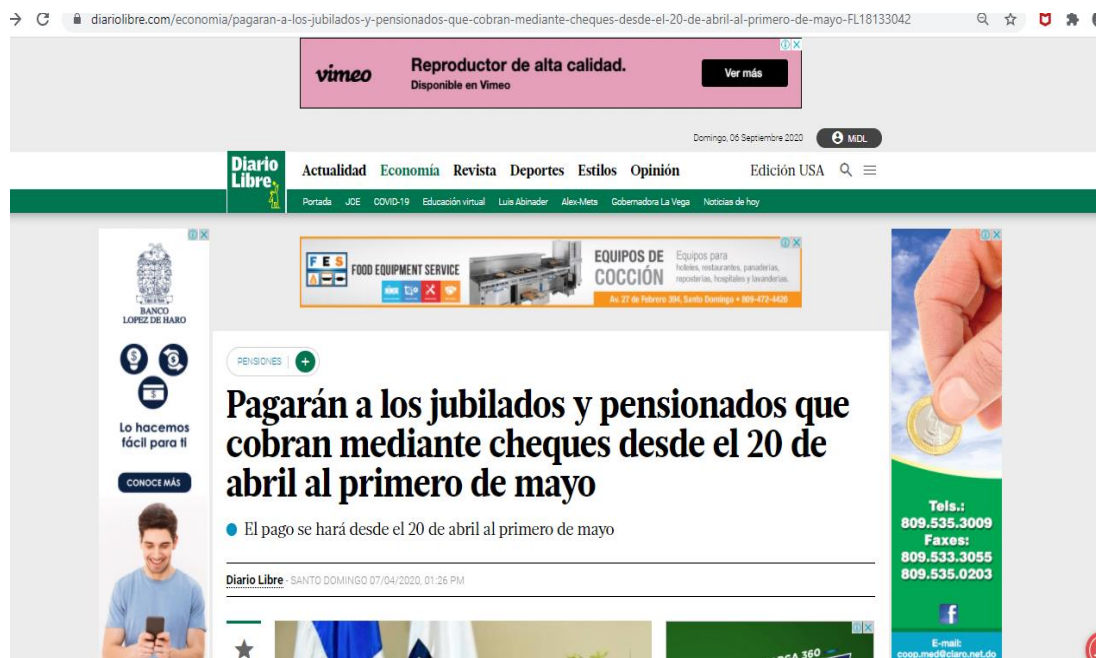 diariolibre.com/economia/pagaran-a-los-jubilados-y-pensionados-que-cobran-mediante-cheques-desde-el-20-de-abril-al-primero-de-mayo-FL18133042
vimeo
Reproductor de alta calidad.
Disponible en Vimeo
Ver más
Domingo, 06 Septiembre 2020
MiDL
Diario
Libre
Actualidad Economía Revista Deportes Estilos Opinión
Edición USA
Portada JCE COVID-19 Educación virtual Luis Abinader Alex-Mets Gobernadora La Vega Noticias de hoy
BANCO
LOPEZ DE HARO
Lo hacemos
fácil para ti
CONOCE MÁS
FES
FOOD EQUIPMENT SERVICE
EQUIPOS DE
COCCIÓN
Equipos para
hoteles, restaurantes, panaderías,
reposterías, hospitales y lavanderías.
Av. 27 de Febrero 394, Santo Domingo • 809-472-4426
PENSIONES
Pagarán a los jubilados y pensionados que
cobran mediante cheques desde el 20 de
abril al primero de mayo
El pago se hará desde el 20 de abril al primero de mayo
Diario Libre - SANTO DOMINGO 07/04/2020, 01:26 PM
Tels.:
809.535.3009
Faxes:
809.533.3055
809.535.0203
E-mail:
coop.med@claro.net.do
360